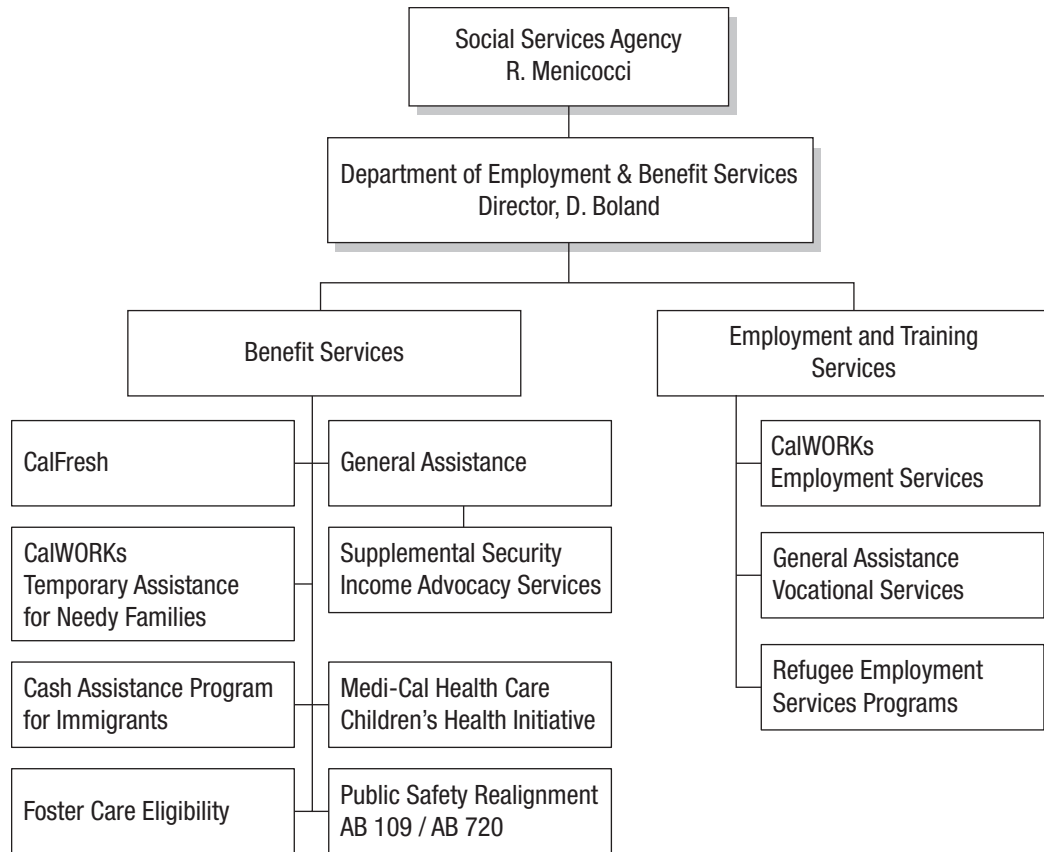 Social Services Agency
R. Menicocci
Department of Employment & Benefit Services
Director, D. Boland
Benefit Services
Employment and Training
Services
CalFresh
General Assistance
CalWORKs
Temporary Assistance
for Needy Families
Supplemental Security
Income Advocacy Services
Cash Assistance Program
for Immigrants
Medi-Cal Health Care
Children’s Health Initiative
Foster Care Eligibility
Public Safety Realignment
AB 109 / AB 720
CalWORKs
Employment Services
General Assistance
Vocational Services
Refugee Employment
Services Programs